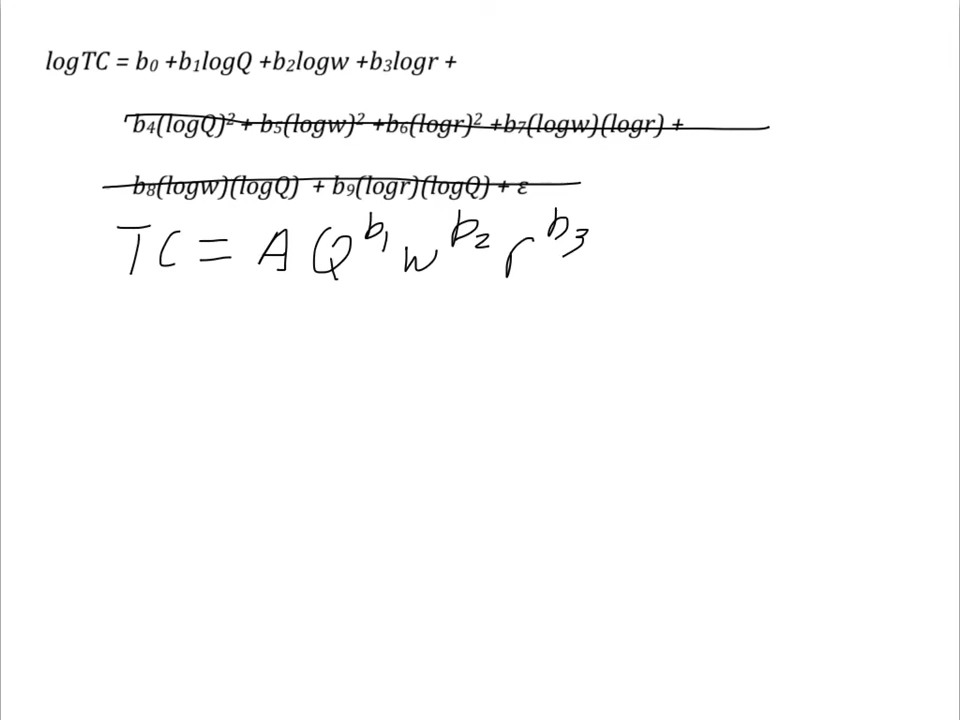 logTC = b₀ +b₁logQ +b₂logw +b₃logr +
b₄(logQ)² + b₅(logw)² +b₆(logr)² +b₇(logw)(logr) +
b₈(logw)(logQ) + b₉(logr)(logQ) + ε
TC = A Q^b₁ w^b₂ r^b₃